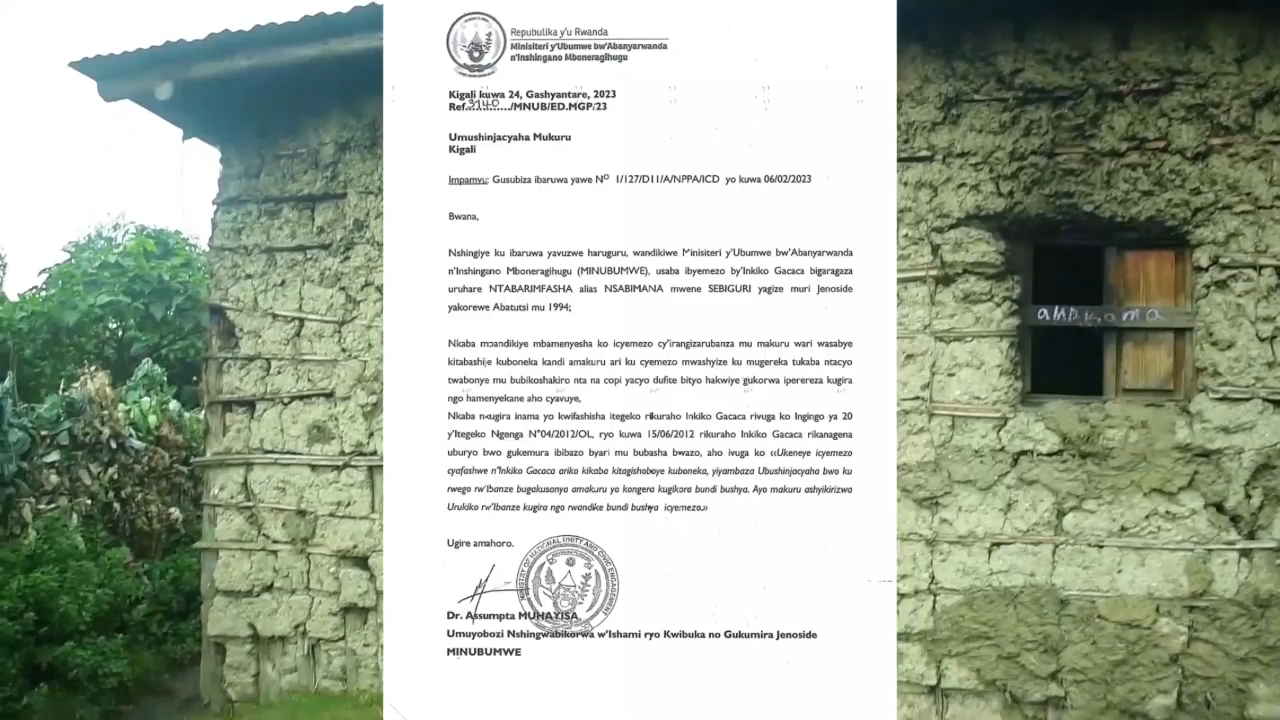 Repubulika y'u Rwanda
Minisiteri y'Ubumwe bw'Abanyarwanda
n'Inshingano Mboneragihugu
Kigali kuwa 24, Gashyantare, 2023
Ref.3140/MNUB/ED.MGP/23
Umushinjacyaha Mukuru
Kigali
Impamvu: Gusubiza ibaruwa yawe Nº 1/127/D11/A/NPPA/ICD yo kuwa 06/02/2023
Bwana,
Nshingiye ku ibaruwa yavuzwe haruguru, wandikiwe Minisiteri y'Ubumwe bw'Abanyarwanda
n'Inshingano Mboneragihugu (MINUBUMWE), usaba ibyemezo by'Inkiko Gacaca bigaragaza
uruhare NTABARIMFASHA alias NSABIMANA mwene SEBIGURI yagize muri Jenoside
yakorewe Abatutsi mu 1994;
Nkaba mbandikiye mbamenyesha ko icyemezo cy'irangizarubanza mu makuru wari wasabye
kitabashije kuboneka kandi amakuru ari ku cyemezo mwashyize ku mugereka tukaba ntacyo
twabonye mu bubikoshakiro nta na copi yacyo dufite bityo hakwiye gukorwa iperereza kugira
ngo hamenyekane aho cyavuye,
Nkaba nkugira inama yo kwifashisha itegeko rikuraho Inkiko Gacaca rivuga ko Ingingo ya 20
y'Itegeko Ngenga N°04/2012/OL, ryo kuwa 15/06/2012 rikuraho Inkiko Gacaca rikanagena
uburyo bwo gukemura ibibazo byari mu bubasha bwazo, aho ivuga ko «Ukeneye icyemezo
cyafashwe n'Inkiko Gacaca ariko kikaba kitagishoboye kuboneka, yiyambaza Ubushinjacyaha bwo ku
rwego rw'Ibanze bugakusanya amakuru yo kongera kugikora bundi bushya. Ayo makuru ashyikirizwa
Urukiko rw'Ibanze kugira ngo rwandike bundi bushya icyemezo.»
Ugire amahoro.
MINISTRY OF NATIONAL UNITY AND CIVIC ENGAGEMENT
Dr. Assumpta MUHAYISA
Umuyobozi Nshingwabikorwa w'Ishami ryo Kwibuka no Gukumira Jenoside
MINUBUMWE